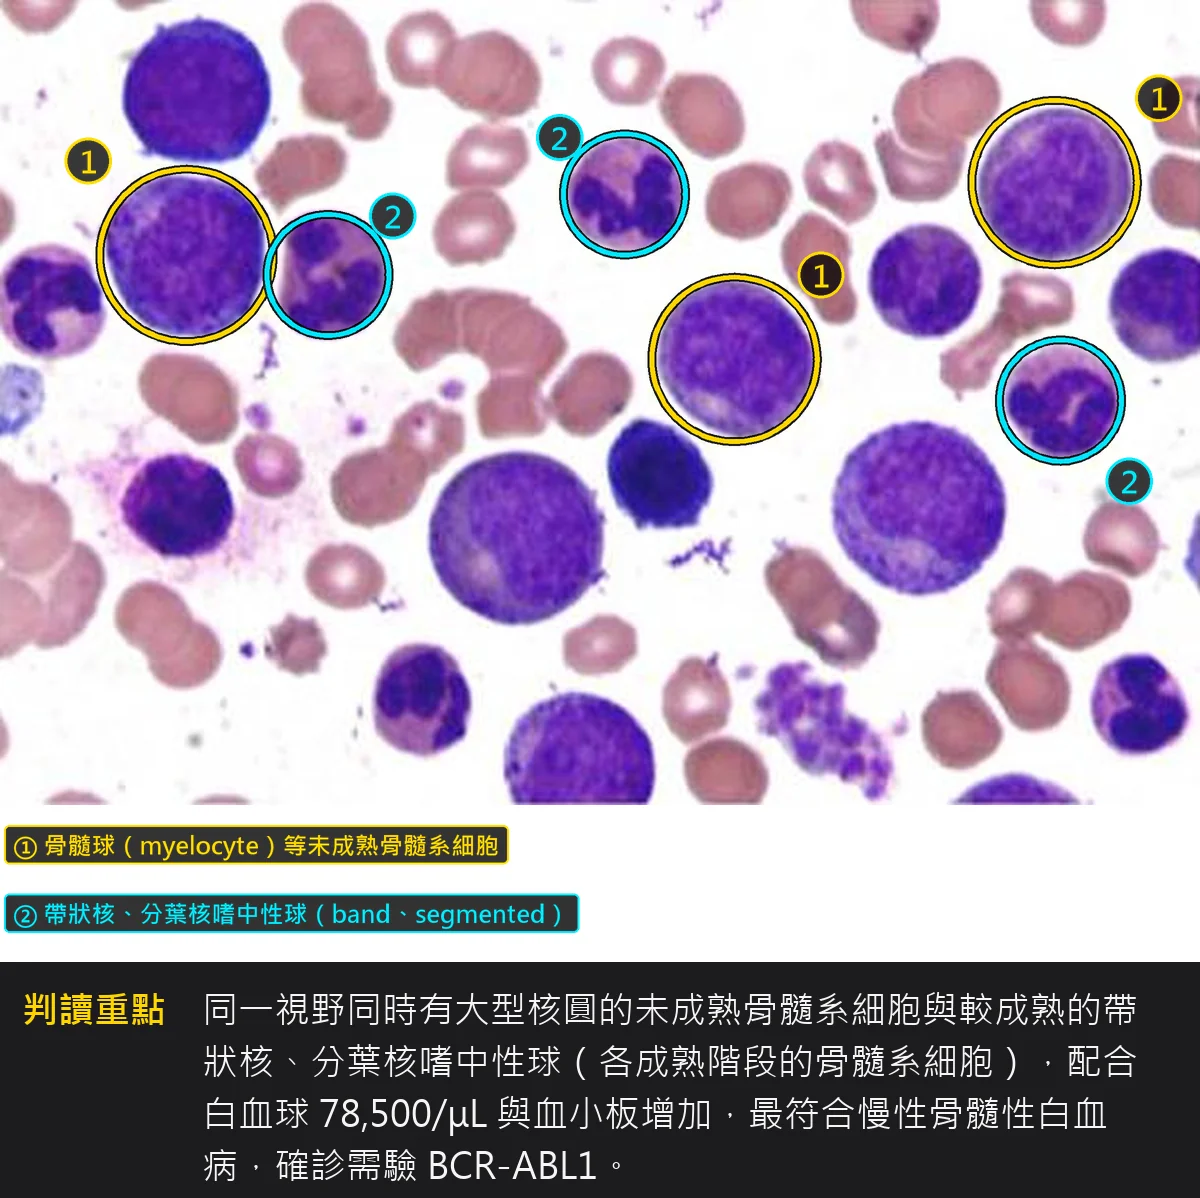 1
1
2
2
1
2
① 骨髓球（myelocyte）等未成熟骨髓系細胞
② 帶狀核、分葉核嗜中性球（band、segmented）
判讀重點
同一視野同時有大型核圓的未成熟骨髓系細胞與較成熟的帶
狀核、分葉核嗜中性球（各成熟階段的骨髓系細胞），配合
白血球 78,500/μL 與血小板增加，最符合慢性骨髓性白血
病，確診需驗 BCR-ABL1。